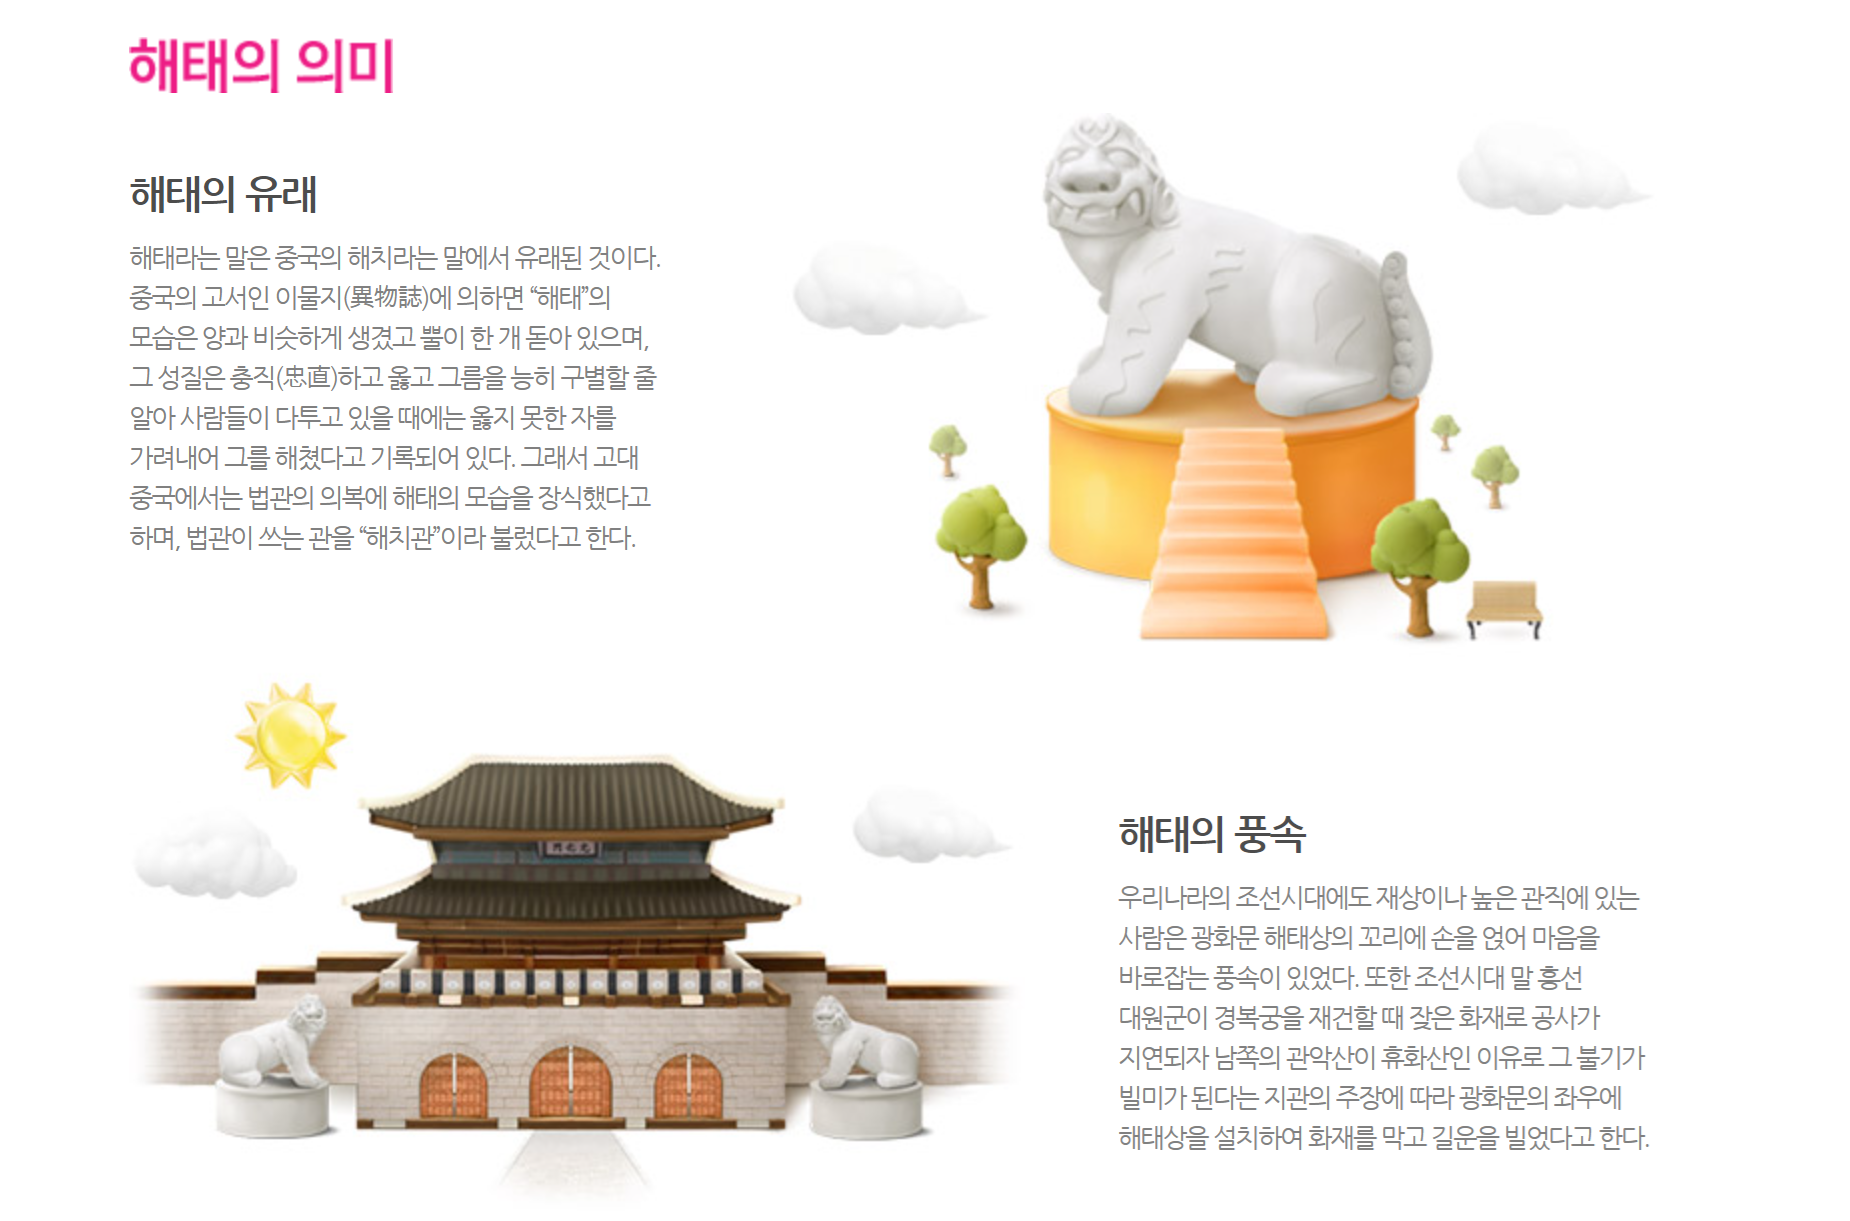 해태의 의미
해태의 유래
해태라는 말은 중국의 해치라는 말에서 유래된 것이다.
중국의 고서인 이물지(異物誌)에 의하면 “해태”의
모습은 양과 비슷하게 생겼고 뿔이 한 개 돋아 있으며,
그 성질은 충직(忠直)하고 옳고 그름을 능히 구별할 줄
알아 사람들이 다투고 있을 때에는 옳지 못한 자를
가려내어 그를 해쳤다고 기록되어 있다. 그래서 고대
중국에서는 법관의 의복에 해태의 모습을 장식했다고
하며, 법관이 쓰는 관을 “해치관”이라 불렀다고 한다.
해태의 풍속
우리나라의 조선시대에도 재상이나 높은 관직에 있는
사람은 광화문 해태상의 꼬리에 손을 얹어 마음을
바로잡는 풍속이 있었다. 또한 조선시대 말 흥선
대원군이 경복궁을 재건할 때 잦은 화재로 공사가
지연되자 남쪽의 관악산이 휴화산인 이유로 그 불기가
빌미가 된다는 지관의 주장에 따라 광화문의 좌우에
해태상을 설치하여 화재를 막고 길운을 빌었다고 한다.